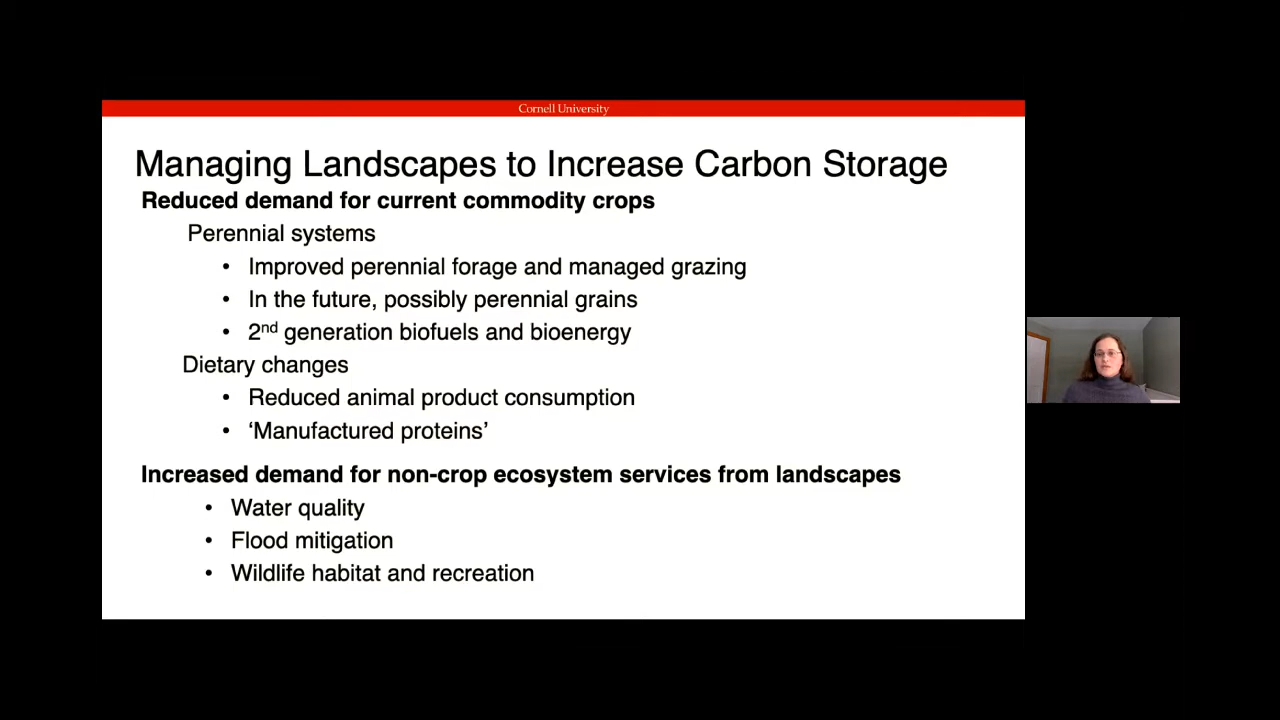 Cornell University
Managing Landscapes to Increase Carbon Storage
Reduced demand for current commodity crops
Perennial systems
• Improved perennial forage and managed grazing
• In the future, possibly perennial grains
• 2nd generation biofuels and bioenergy
Dietary changes
• Reduced animal product consumption
• ‘Manufactured proteins’
Increased demand for non-crop ecosystem services from landscapes
• Water quality
• Flood mitigation
• Wildlife habitat and recreation